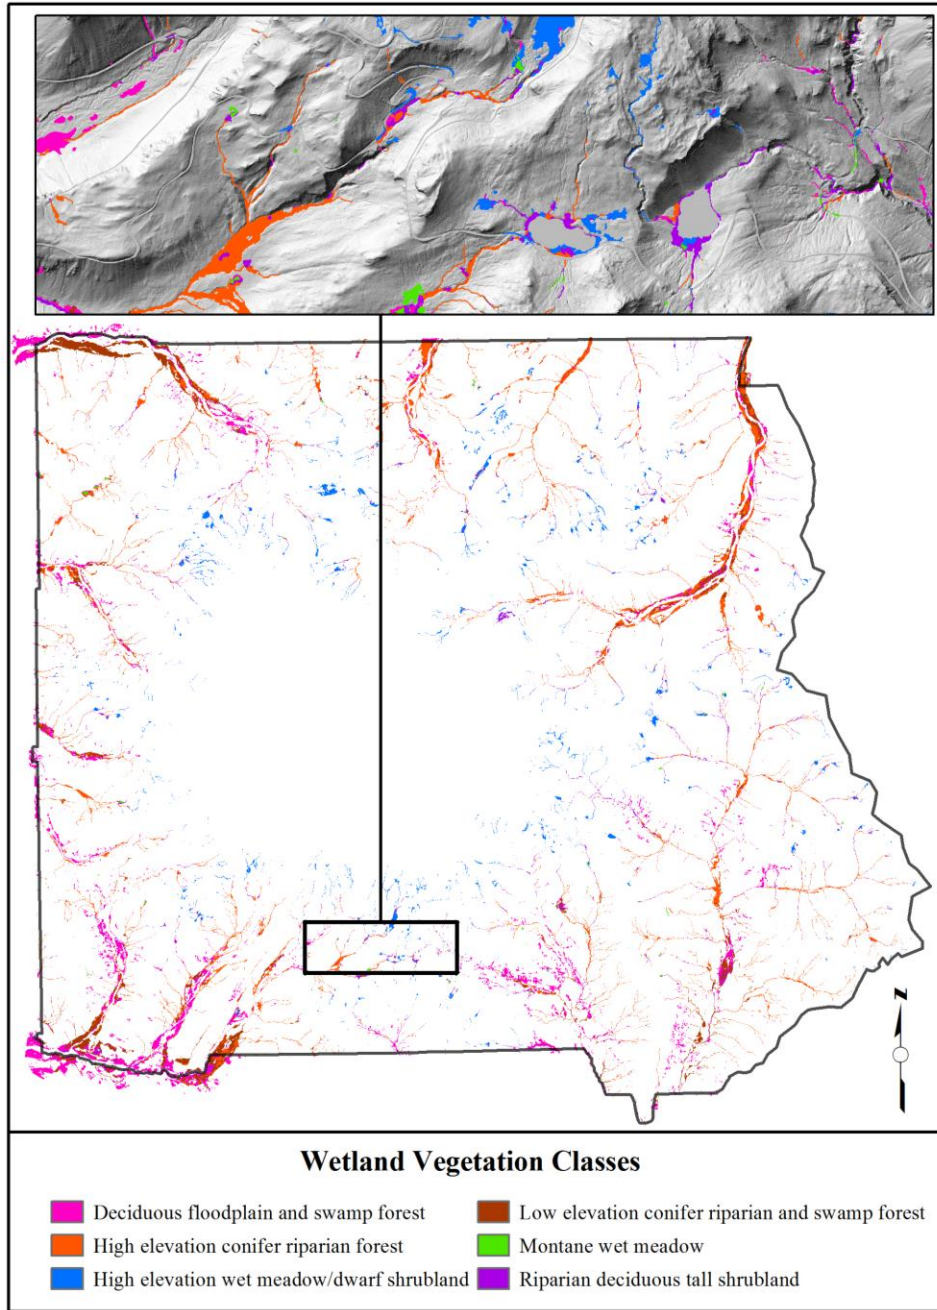 Z
Wetland Vegetation Classes
Deciduous floodplain and swamp forest
High elevation conifer riparian forest
High elevation wet meadow/dwarf shrubland
Low elevation conifer riparian and swamp forest
Montane wet meadow
Riparian deciduous tall shrubland